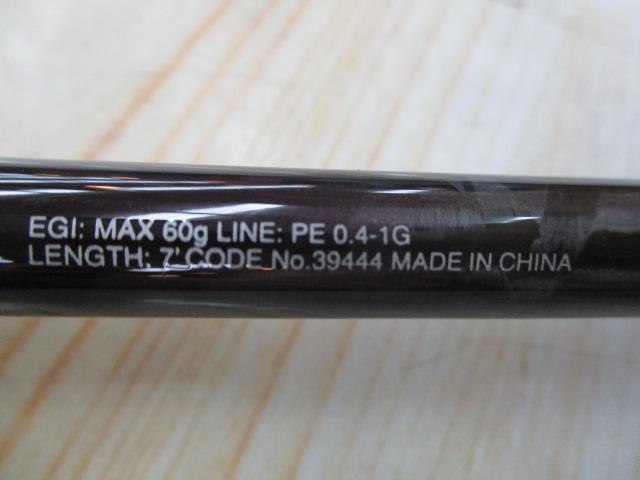 EGI: MAX 60g LINE: PE 0.4-1G
LENGTH: 7' CODE No.39444 MADE IN CHINA